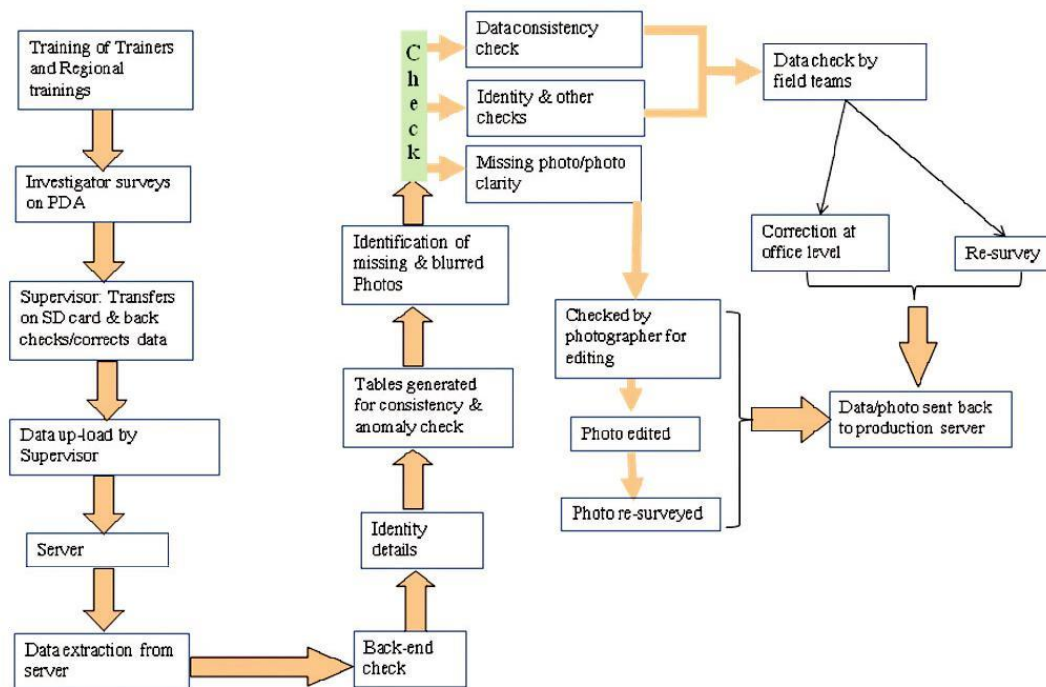 Training of Trainers
and Regional
trainings
Investigator surveys
on PDA
Supervisor: Transfers
on SD card & back
checks/corrects data
Data up-load by
Supervisor
Server
Data extraction from
server
Back-end
check
Identity
details
Tables generated
for consistency &
anomaly check
Identification of
missing & blurred
Photos
Check
Data consistency
check
Identity & other
checks
Missing photo/photo
clarity
Data check by
field teams
Correction at
office level
Re-survey
Checked by
photographer for
editing
Photo edited
Photo re-surveyed
Data/photo sent back
to production server